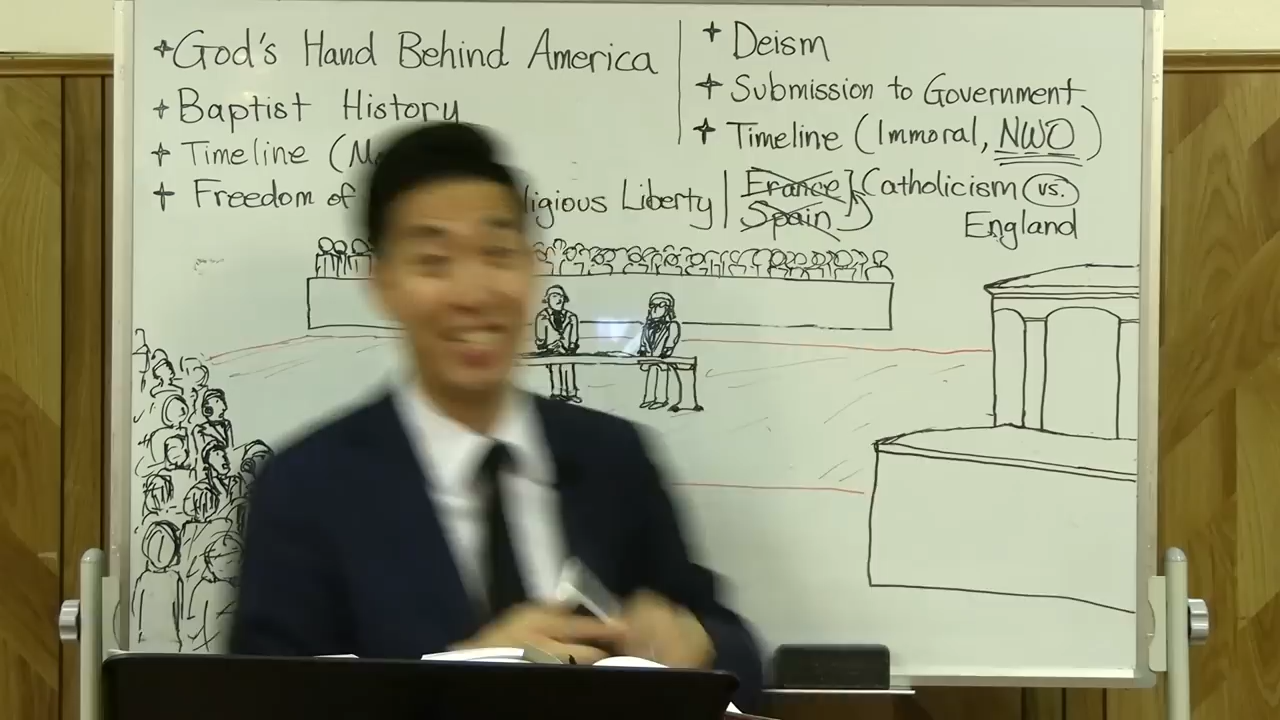 +God's Hand Behind America
+ Baptist History
+ Timeline (M
+ Freedom of ligious Liberty | France } Catholicism vs.
Spain England
+ Deism
+ Submission to Government
+ Timeline (Immoral, NWO)